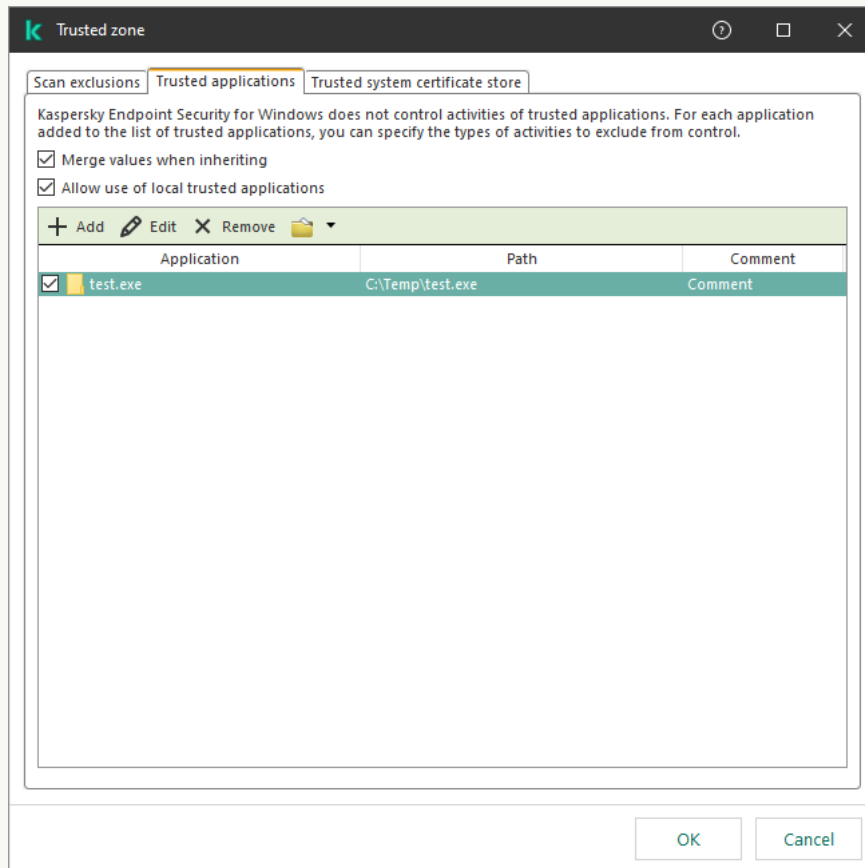 Trusted zone
Scan exclusions Trusted applications Trusted system certificate store
Kaspersky Endpoint Security for Windows does not control activities of trusted applications. For each application
added to the list of trusted applications, you can specify the types of activities to exclude from control.
Merge values when inheriting
Allow use of local trusted applications
Add Edit Remove
Application Path Comment
test.exe C:\Temp\test.exe Comment
OK Cancel